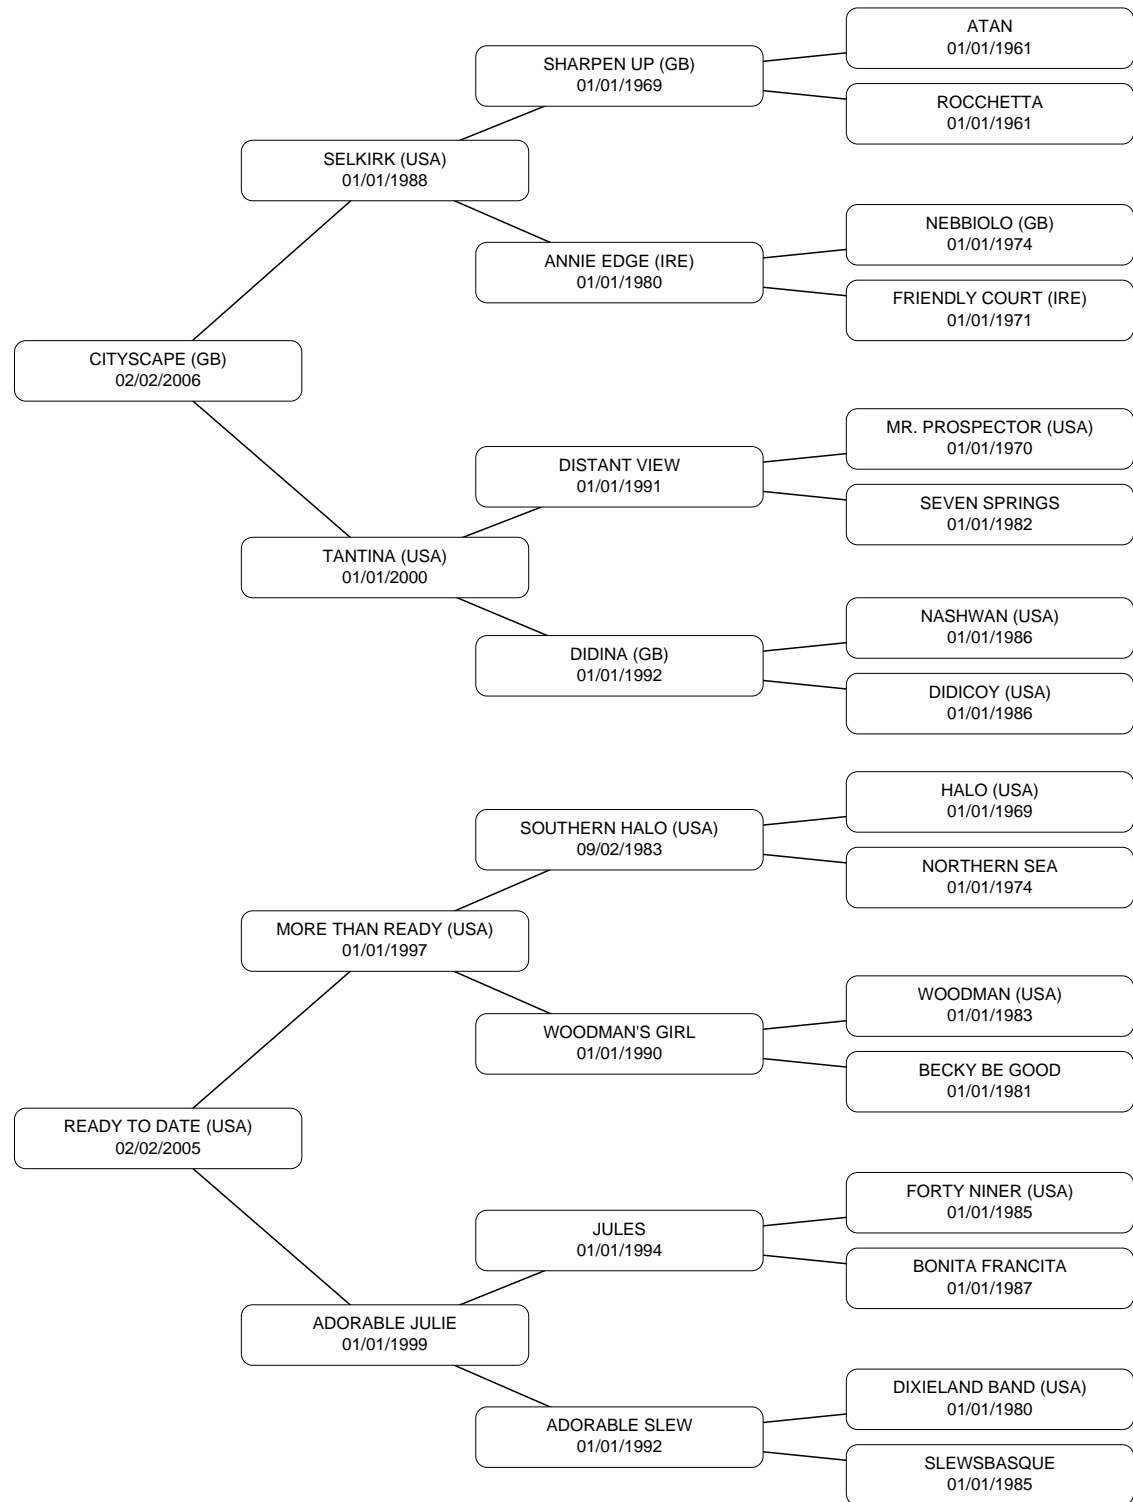 ATAN
01/01/1961
SHARPEN UP (GB)
01/01/1969
ROCCHETTA
01/01/1961
SELKIRK (USA)
01/01/1988
NEBBIOLO (GB)
01/01/1974
ANNIE EDGE (IRE)
01/01/1980
FRIENDLY COURT (IRE)
01/01/1971
CITYSCAPE (GB)
02/02/2006
MR. PROSPECTOR (USA)
01/01/1970
DISTANT VIEW
01/01/1991
SEVEN SPRINGS
01/01/1982
TANTINA (USA)
01/01/2000
NASHWAN (USA)
01/01/1986
DIDINA (GB)
01/01/1992
DIDICOY (USA)
01/01/1986
HALO (USA)
01/01/1969
SOUTHERN HALO (USA)
09/02/1983
NORTHERN SEA
01/01/1974
MORE THAN READY (USA)
01/01/1997
WOODMAN (USA)
01/01/1983
WOODMAN'S GIRL
01/01/1990
BECKY BE GOOD
01/01/1981
READY TO DATE (USA)
02/02/2005
FORTY NINER (USA)
01/01/1985
JULES
01/01/1994
BONITA FRANCITA
01/01/1987
ADORABLE JULIE
01/01/1999
DIXIELAND BAND (USA)
01/01/1980
ADORABLE SLEW
01/01/1992
SLEWSBASQUE
01/01/1985